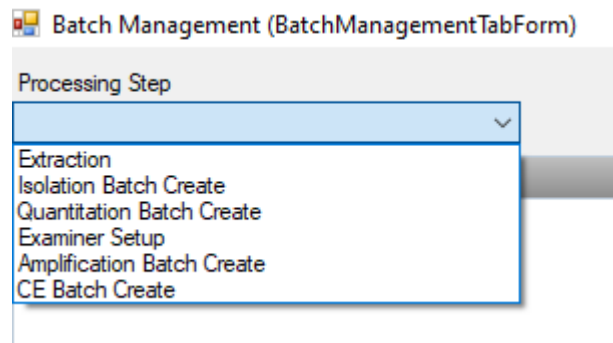 Batch Management (BatchManagementTabForm)
Processing Step
Extraction
Isolation Batch Create
Quantitation Batch Create
Examiner Setup
Amplification Batch Create
CE Batch Create